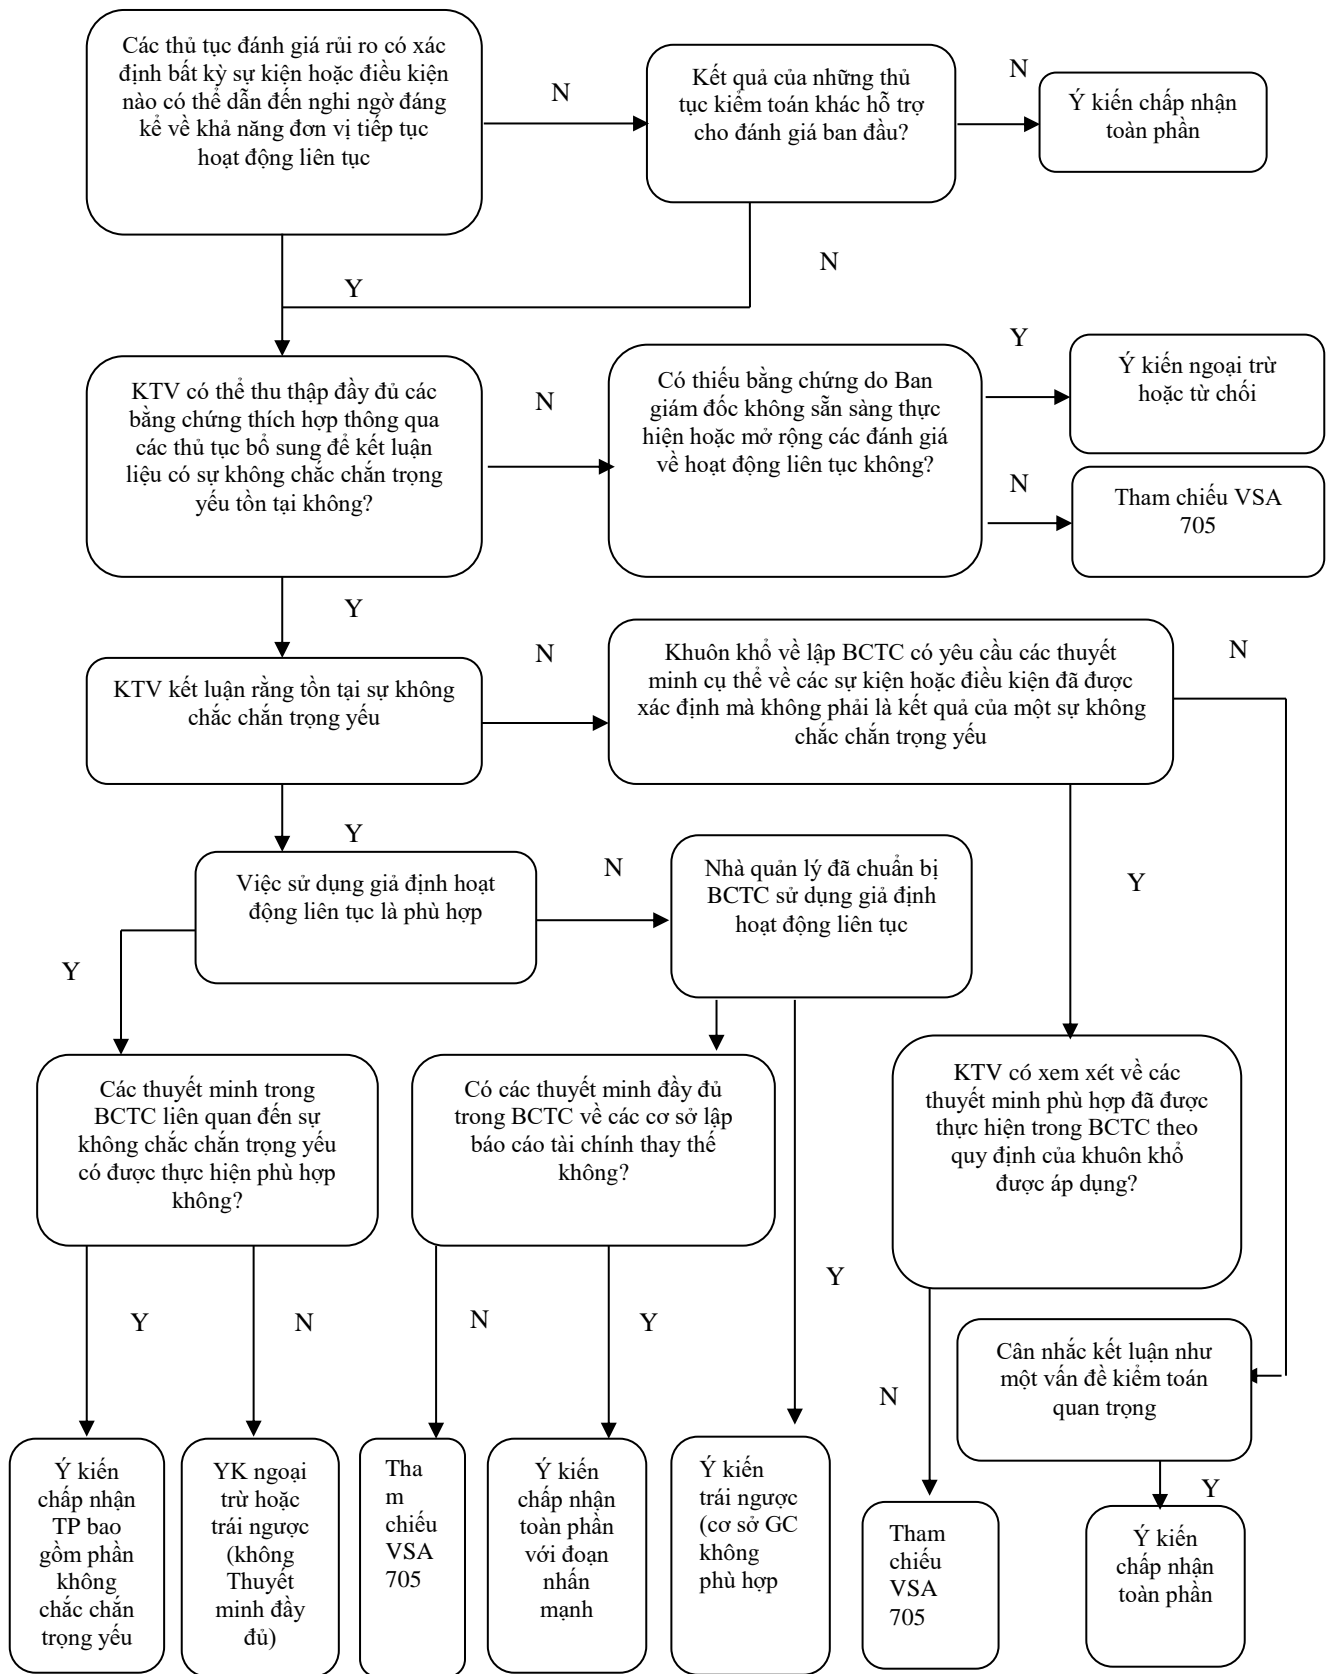 Các thủ tục đánh giá rủi ro có xác
định bất kỳ sự kiện hoặc điều kiện
nào có thể dẫn đến nghi ngờ đáng
kể về khả năng đơn vị tiếp tục
hoạt động liên tục
N
Kết quả của những thủ
tục kiểm toán khác hỗ trợ
cho đánh giá ban đầu?
N
Ý kiến chấp nhận
toàn phần
N
Y
KTV có thể thu thập đầy đủ các
bằng chứng thích hợp thông qua
các thủ tục bổ sung để kết luận
liệu có sự không chắc chắn trọng
yếu tồn tại không?
N
Có thiếu bằng chứng do Ban
giám đốc không sẵn sàng thực
hiện hoặc mở rộng các đánh giá
về hoạt động liên tục không?
Y
Ý kiến ngoại trừ
hoặc từ chối
N
Tham chiếu VSA
705
Y
KTV kết luận rằng tồn tại sự không
chắc chắn trọng yếu
N
Khuôn khổ về lập BCTC có yêu cầu các thuyết
minh cụ thể về các sự kiện hoặc điều kiện đã được
xác định mà không phải là kết quả của một sự không
chắc chắn trọng yếu
N
Y
Việc sử dụng giả định hoạt
động liên tục là phù hợp
N
Nhà quản lý đã chuẩn bị
BCTC sử dụng giả định
hoạt động liên tục
Y
Y
Các thuyết minh trong
BCTC liên quan đến sự
không chắc chắn trọng yếu
có được thực hiện phù hợp
không?
Có các thuyết minh đầy đủ
trong BCTC về các cơ sở lập
báo cáo tài chính thay thế
không?
KTV có xem xét về các
thuyết minh phù hợp đã được
thực hiện trong BCTC theo
quy định của khuôn khổ
được áp dụng?
Y
N
N
Y
Y
N
Cân nhắc kết luận như
một vấn đề kiểm toán
quan trọng
Y
Ý kiến
chấp nhận
TP bao
gồm phần
không
chắc chắn
trọng yếu
YK ngoại
trừ hoặc
trái ngược
(không
Thuyết
minh đầy
đủ)
Tha
m
chiếu
VSA
705
Ý kiến
chấp nhận
toàn phần
với đoạn
nhấn
mạnh
Ý kiến
trái ngược
(cơ sở GC
không
phù hợp
Tham
chiếu
VSA
705
Ý kiến
chấp nhận
toàn phần